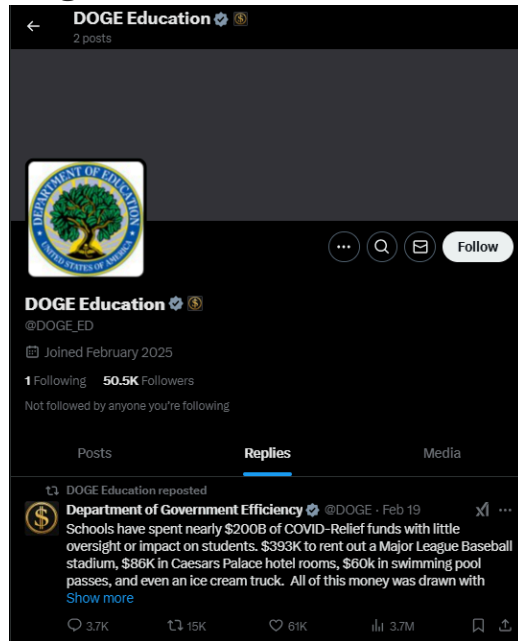 DOGE Education
2 posts
DEPARTMENT OF EDUCATION
UNITED STATES OF AMERICA
Follow
DOGE Education
@DOGE_ED
Joined February 2025
1 Following 50.5K Followers
Not followed by anyone you're following
Posts Replies Media
DOGE Education reposted
Department of Government Efficiency @DOGE · Feb 19
Schools have spent nearly $200B of COVID-Relief funds with little
oversight or impact on students. $393K to rent out a Major League Baseball
stadium, $86K in Caesars Palace hotel rooms, $60k in swimming pool
passes, and even an ice cream truck. All of this money was drawn with
Show more
3.7K 15K 61K 3.7M